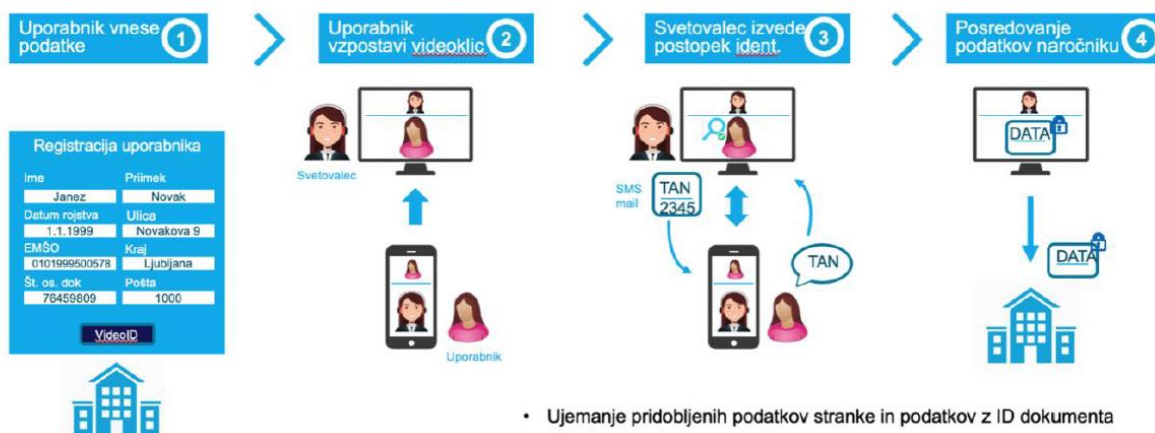 Uporabnik vnese
podatke
1
Uporabnik
vzpostavi videoklic
2
Svetovalec izvede
postopek ident.
3
Posredovanje
podatkov naročniku
4
Registracija uporabnika
Ime Priimek
Janez Novak
Datum rojstva Ulica
1.1.1999 Novakova 9
EMŠO Kraj
0101999500578 Ljubljana
Št. os. dok Pošta
76459809 1000
VideoID
Svetovalec
Uporabnik
SMS
mail
TAN
2345
TAN
DATA
DATA
• Ujemanje pridobljenih podatkov stranke in podatkov z ID dokumenta